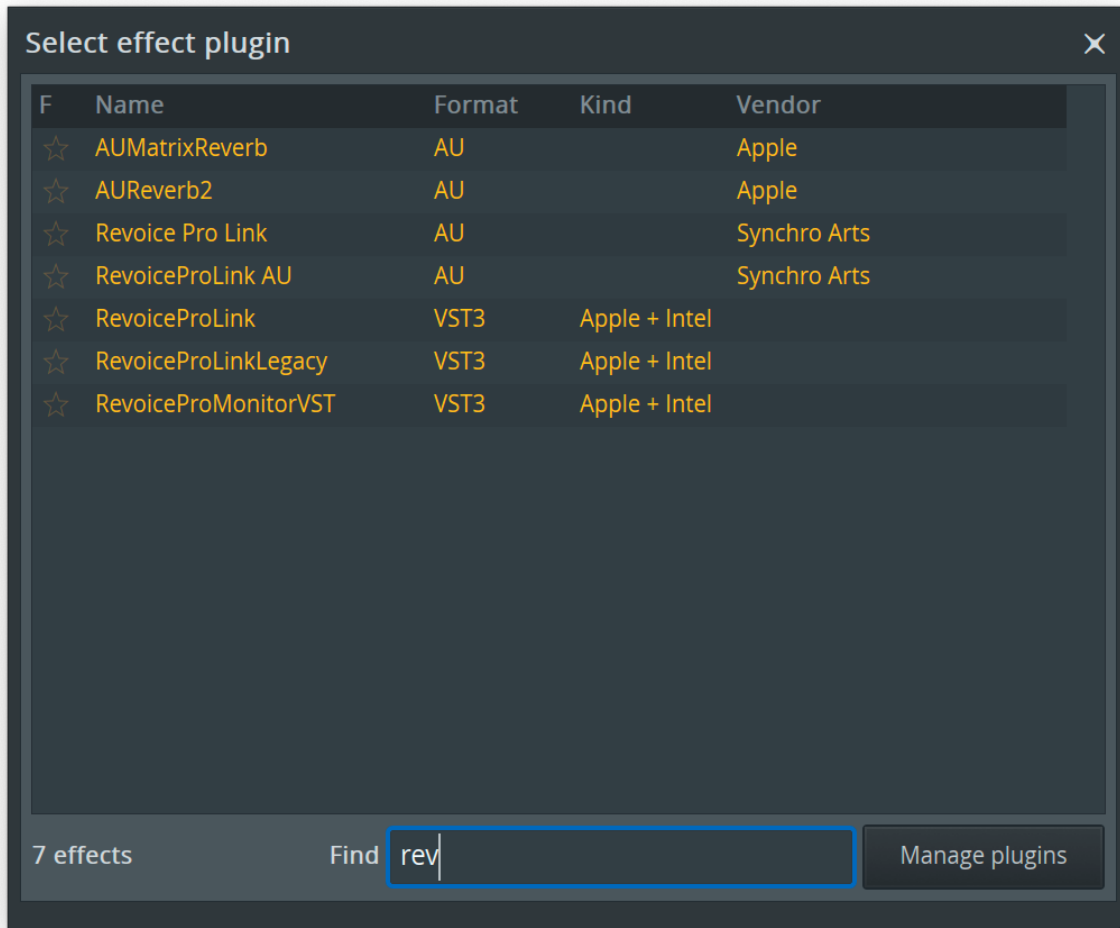 Select effect plugin
F Name Format Kind Vendor
AUMatrixReverb AU Apple
AUReverb2 AU Apple
Revoice Pro Link AU Synchro Arts
RevoiceProLink AU AU Synchro Arts
RevoiceProLink VST3 Apple + Intel
RevoiceProLinkLegacy VST3 Apple + Intel
RevoiceProMonitorVST VST3 Apple + Intel
7 effects Find rev Manage plugins